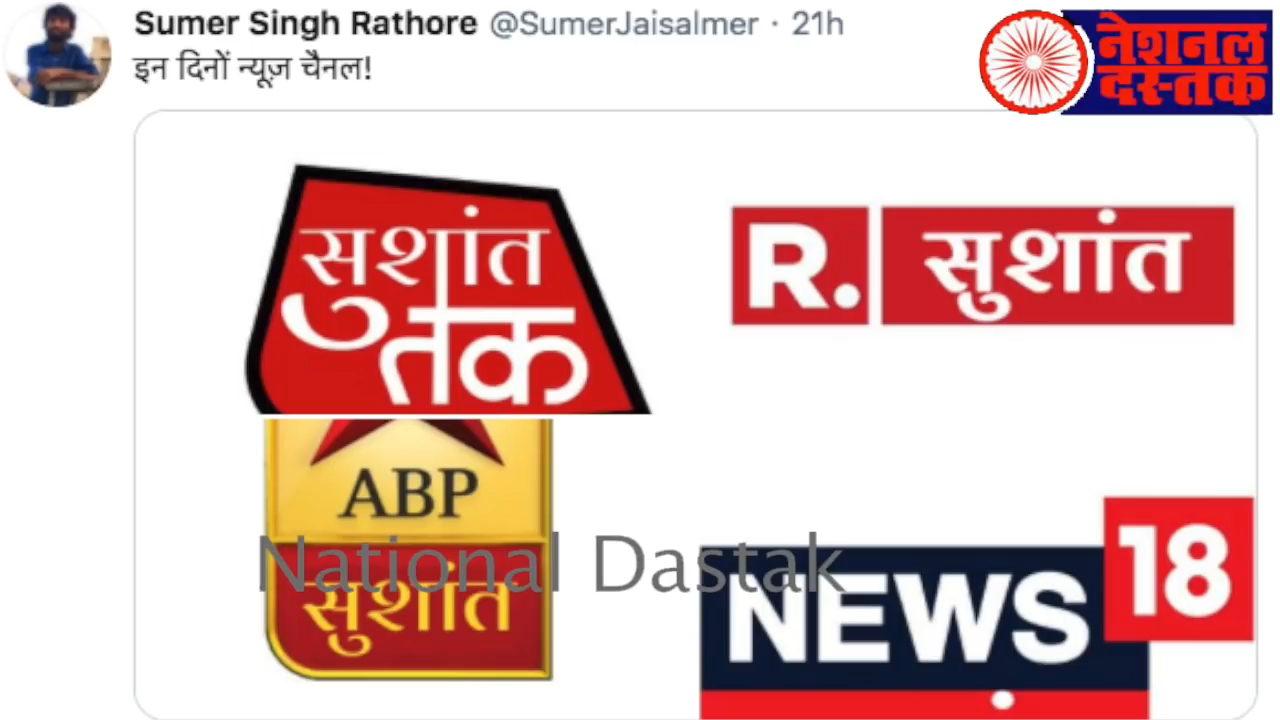 Sumer Singh Rathore @SumerJaisalmer · 21h
इन दिनों न्यूज़ चैनल!
नेशनल
दस्तक
सुशांत
तक
R. सुशांत
ABP
सुशांत
National Dastak
NEWS 18